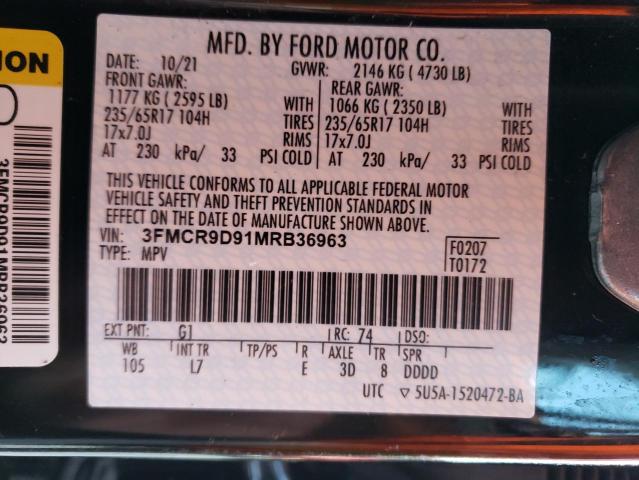 MFD. BY FORD MOTOR CO.
DATE: 10/21 GVWR: 2146 KG ( 4730 LB)
FRONT GAWR: REAR GAWR:
1177 KG ( 2595 LB) WITH 1066 KG ( 2350 LB) WITH
235/65R17 104H TIRES 235/65R17 104H TIRES
17x7.0J RIMS 17x7.0J RIMS
AT 230 kPa/ 33 PSI COLD AT 230 kPa/ 33 PSI COLD
THIS VEHICLE CONFORMS TO ALL APPLICABLE FEDERAL MOTOR
VEHICLE SAFETY AND THEFT PREVENTION STANDARDS IN
EFFECT ON THE DATE OF MANUFACTURE SHOWN ABOVE.
VIN: 3FMCR9D91MRB36963 F0207
TYPE: MPV T0172
EXT PNT: G1 RC: 74 DSO:
WB INT TR TP/PS R AXLE TR SPR
105 L7 E 3D 8 DDDD
UTC ▽ 5U5A-1520472-BA
3FMCR9D91MRB36963